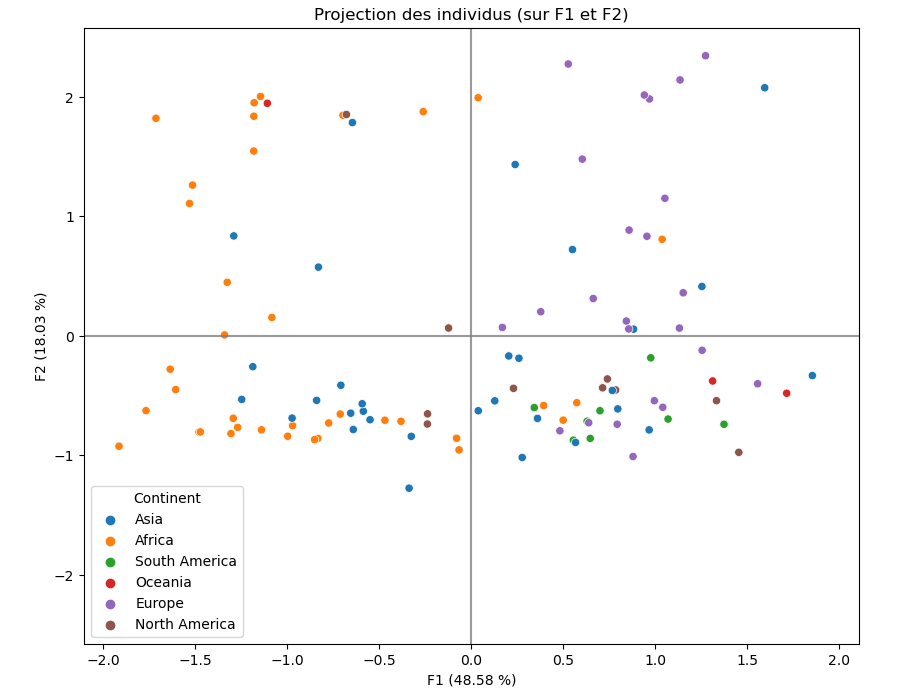 Projection des individus (sur F1 et F2)
2
1
0
−1
−2
F2 (18.03 %)
Continent
Asia
Africa
South America
Oceania
Europe
North America
−2.0 −1.5 −1.0 −0.5 0.0 0.5 1.0 1.5 2.0
F1 (48.58 %)